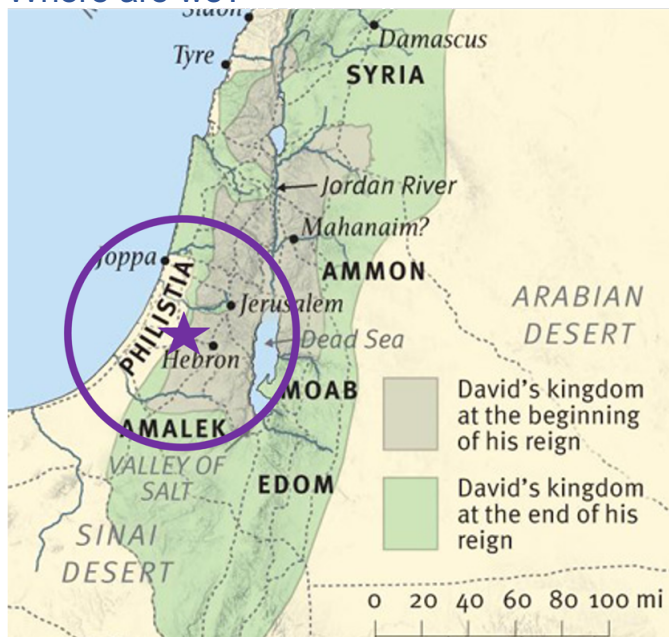 Sidon
Tyre
Damascus
SYRIA
Jordan River
Mahanaim?
Joppa
AMMON
PHILISTIA
ARABIAN
DESERT
Jerusalem
Dead Sea
Hebron
MOAB
David's kingdom
at the beginning
of his reign
AMALEK
VALLEY OF
SALT
EDOM
David's kingdom
at the end of his
reign
SINAI
DESERT
0 20 40 60 80 100 mi